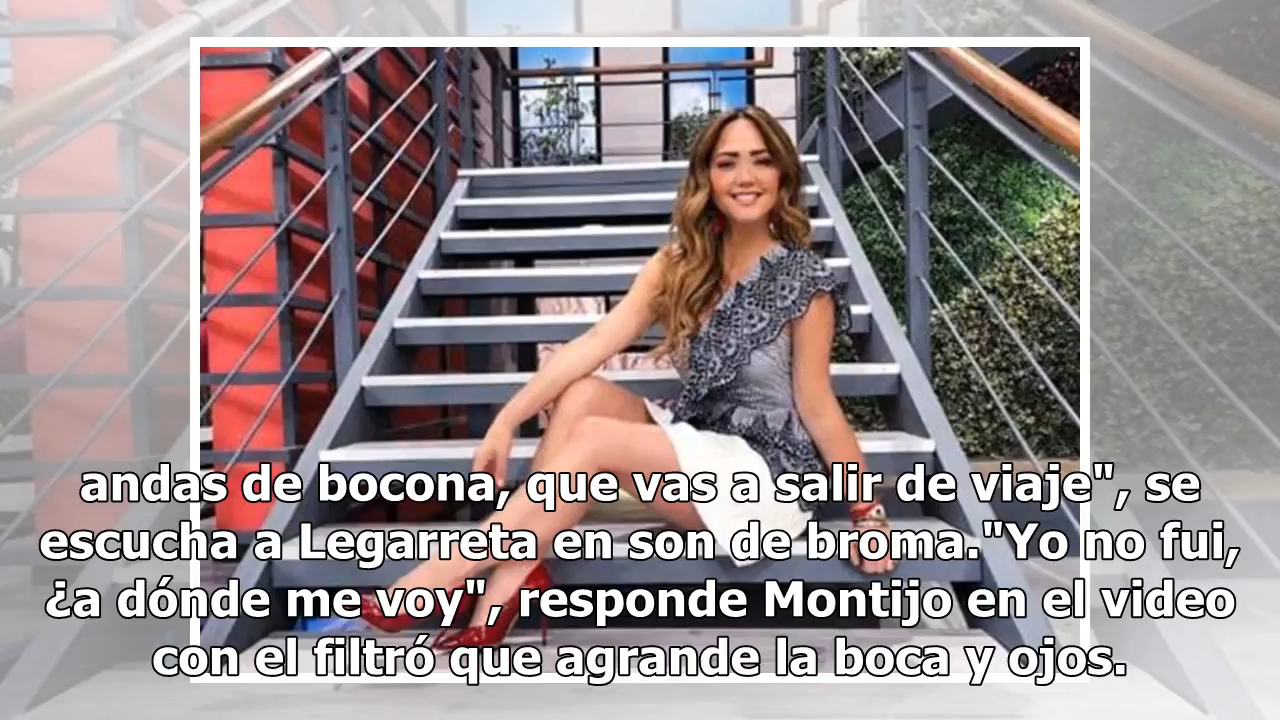 andas de bocona, que vas a salir de viaje", se
escucha a Legarreta en son de broma."Yo no fui,
¿a dónde me voy", responde Montijo en el video
con el filtró que agrande la boca y ojos.